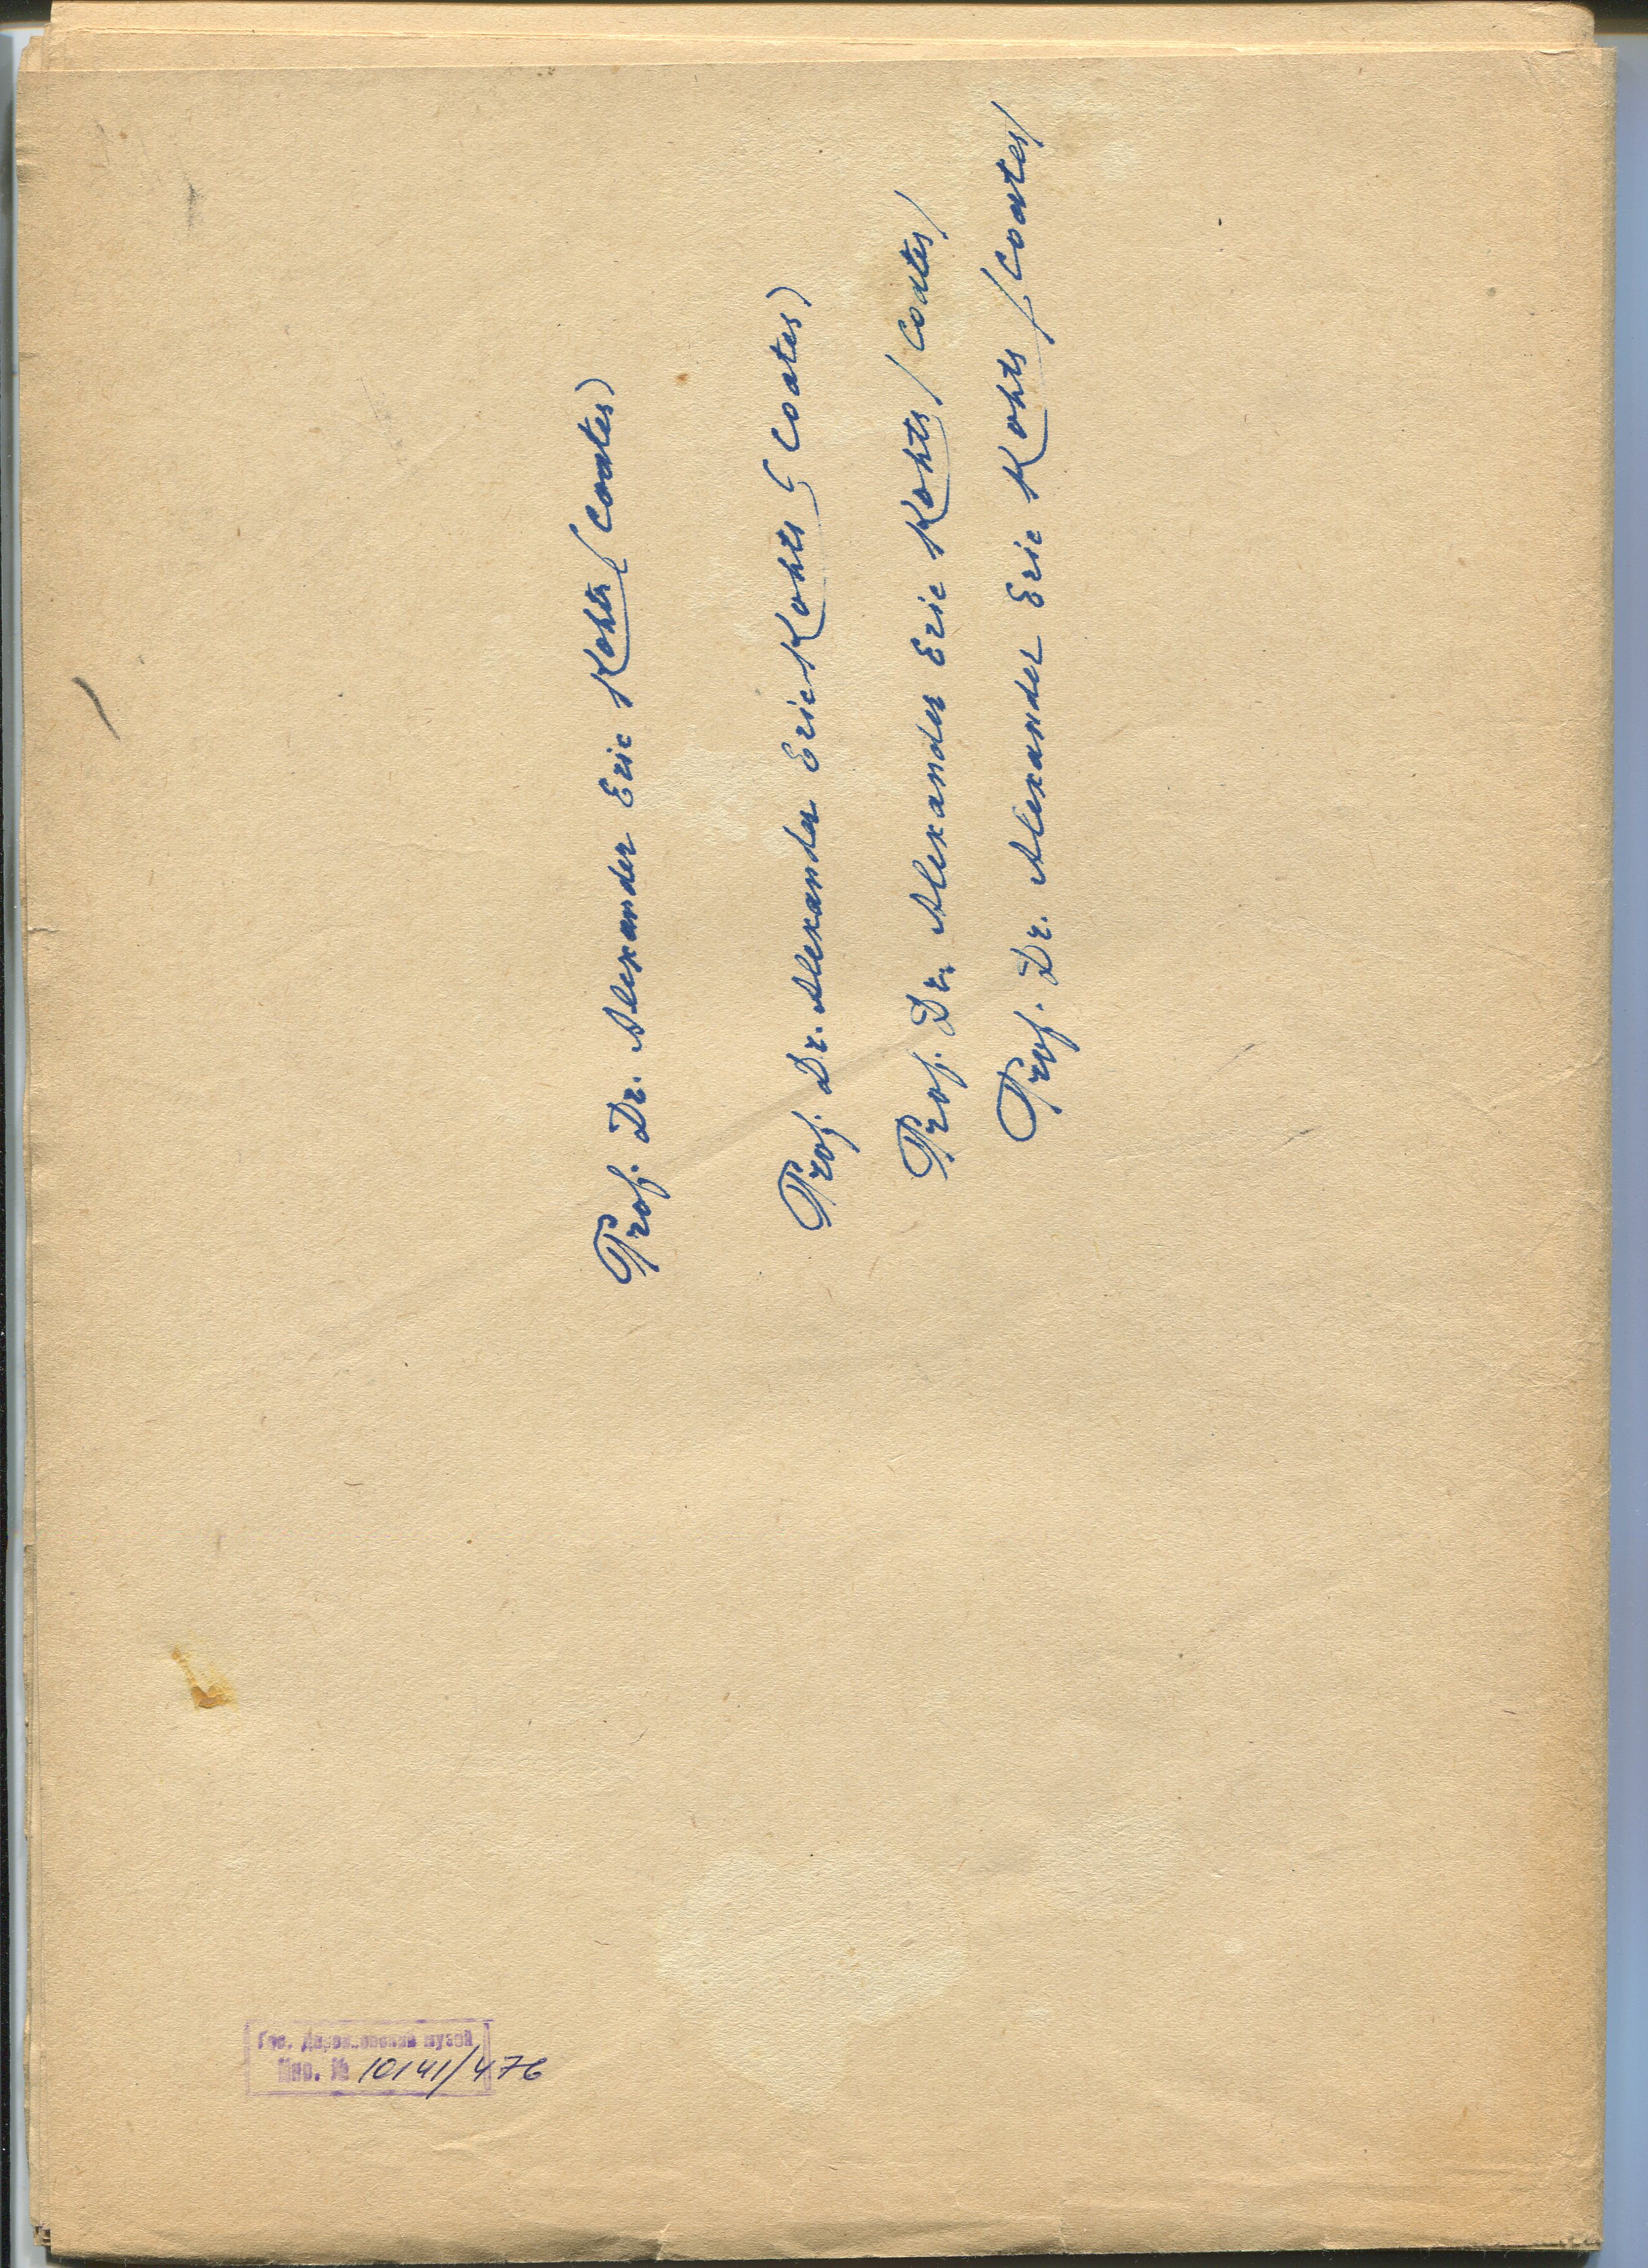 Prof. Dr. Alexander Eric Kohts (Coates)
Prof. Dr. Alexander Eric Kohts (Coates)
Prof. Dr. Alexander Eric Kohts /Coates/
Prof. Dr. Alexander Eric Kohts /Coates/
Гос. Дарвиновский музей
Инв. № 10141/476